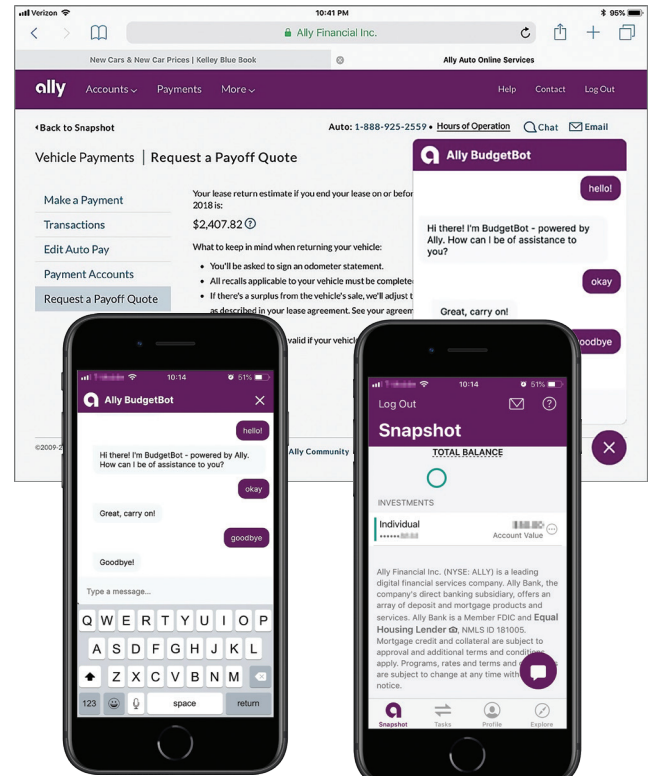 Verizon 10:41 PM 95%
Ally Financial Inc.
New Cars & New Car Prices | Kelley Blue Book Ally Auto Online Services
ally Accounts Payments More Help Contact Log Out
Back to Snapshot Auto: 1-888-925-2559 • Hours of Operation Chat Email
Vehicle Payments | Request a Payoff Quote
Make a Payment
Transactions
Edit Auto Pay
Payment Accounts
Request a Payoff Quote
Your lease return estimate if you end your lease on or befor
2018 is:
$2,407.82 ?
What to keep in mind when returning your vehicle:
• You'll be asked to sign an odometer statement.
• All recalls applicable to your vehicle must be complete
• If there's a surplus from the vehicle's sale, we'll adjust t
as described in your lease agreement. See your agreem
valid if your vehicl
©2009-2
Ally Community
Ally BudgetBot
hello!
Hi there! I'm BudgetBot - powered by
Ally. How can I be of assistance to
you?
okay
Great, carry on!
oodbye
10:14 51%
Ally BudgetBot
hello!
Hi there! I'm BudgetBot - powered by Ally.
How can I be of assistance to you?
okay
Great, carry on!
goodbye
Goodbye!
Type a message...
Q W E R T Y U I O P
A S D F G H J K L
Z X C V B N M
123 space return
10:14 51%
Log Out ?
Snapshot
TOTAL BALANCE
INVESTMENTS
Individual
Account Value
Ally Financial Inc. (NYSE: ALLY) is a leading
digital financial services company. Ally Bank, the
company's direct banking subsidiary, offers an
array of deposit and mortgage products and
services. Ally Bank is a Member FDIC and Equal
Housing Lender, NMLS ID 181005.
Mortgage credit and collateral are subject to
approval and additional terms and conditions
apply. Programs, rates and terms and
are subject to change at any time with
notice.
Snapshot Tasks Profile Explore